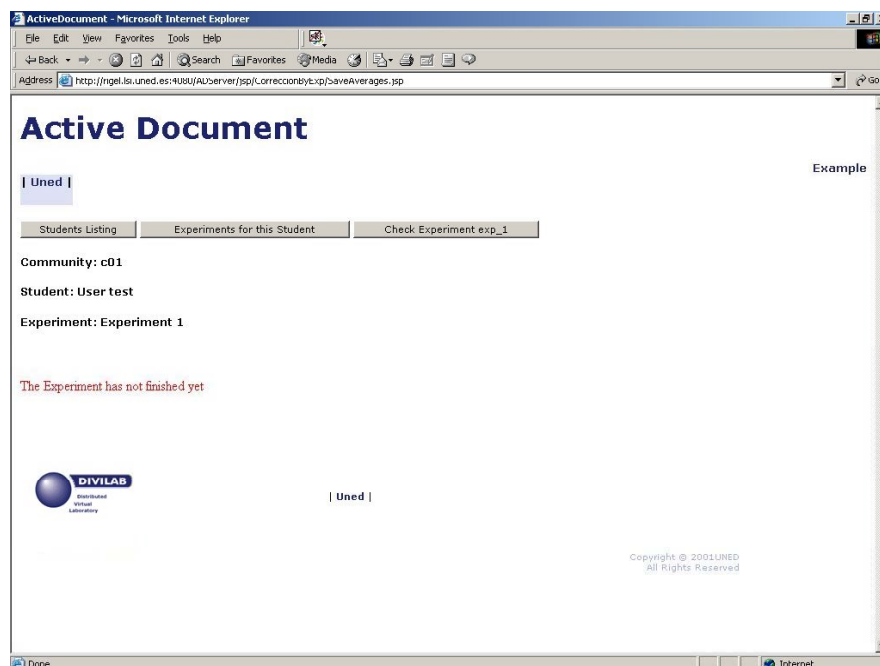 ActiveDocument - Microsoft Internet Explorer
File Edit View Favorites Tools Help
Back Search Favorites Media
Address http://rigel.lsi.uned.es:4080/ADServer/jsp/CorreccionByExp/SaveAverages.jsp Go
Active Document
Example
| Uned |
Students Listing Experiments for this Student Check Experiment exp_1
Community: c01
Student: User test
Experiment: Experiment 1
The Experiment has not finished yet
DIVILAB
Distributed
Virtual
Laboratory
| Uned |
Copyright © 2001UNED
All Rights Reserved
Done Internet